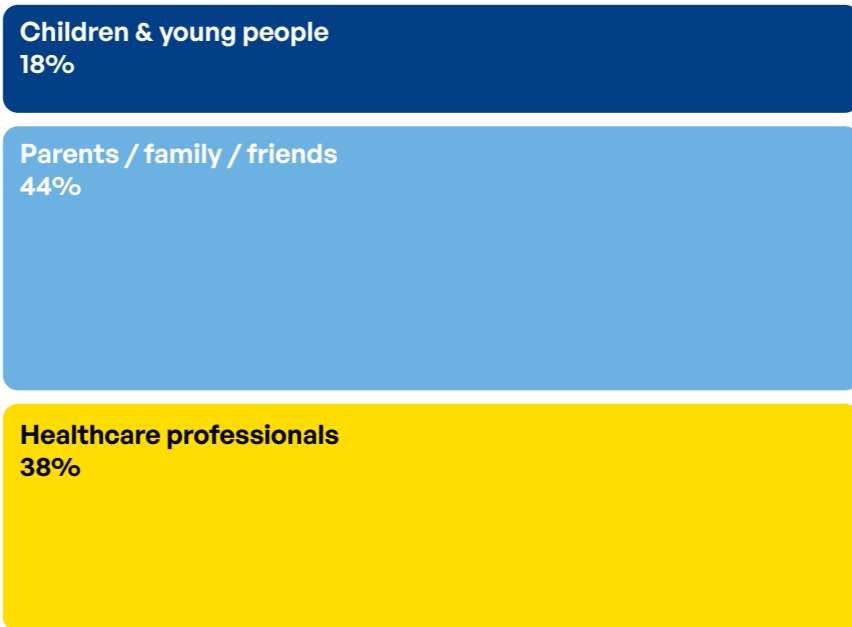 Children & young people
18%
Parents / family / friends
44%
Healthcare professionals
38%